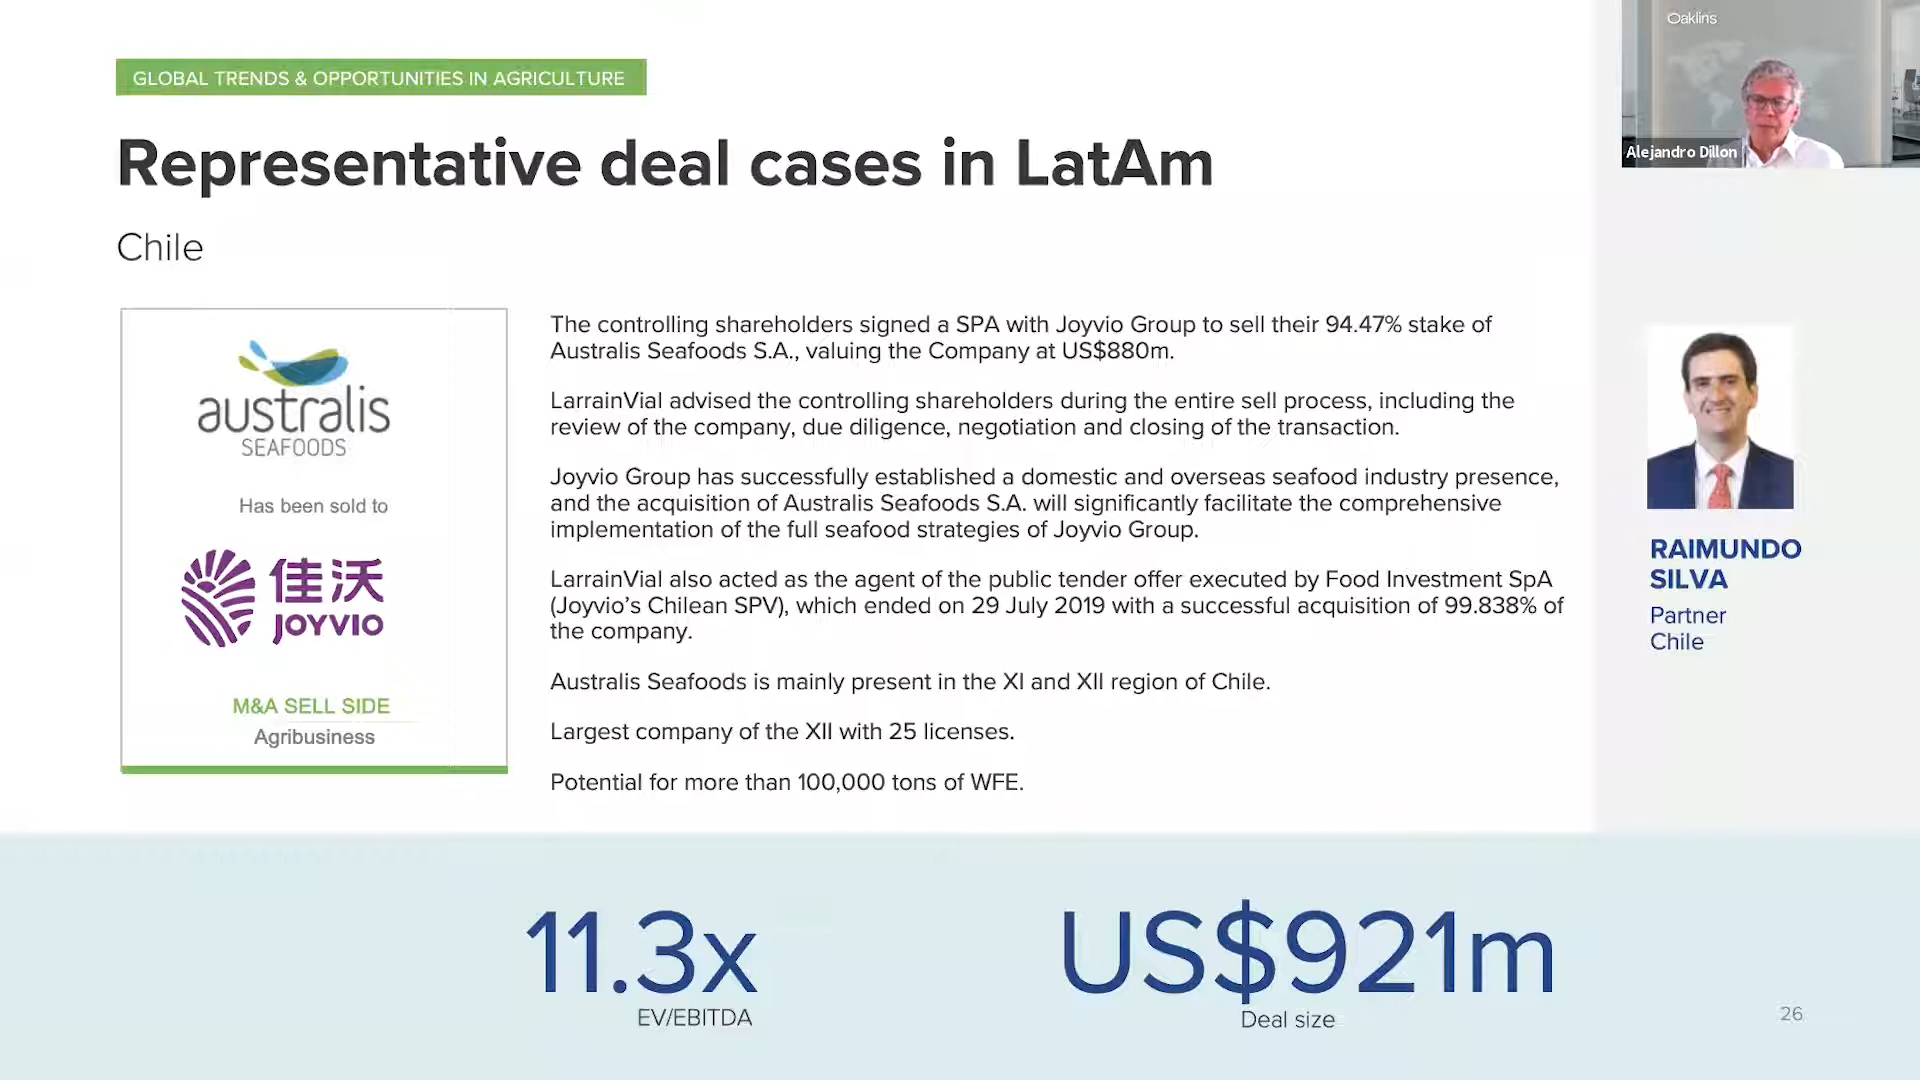 Oaklins
Alejandro Dillon
GLOBAL TRENDS & OPPORTUNITIES IN AGRICULTURE
Representative deal cases in LatAm
Chile
australis
SEAFOODS
Has been sold to
佳沃
JOYVIO
M&A SELL SIDE
Agribusiness
The controlling shareholders signed a SPA with Joyvio Group to sell their 94.47% stake of
Australis Seafoods S.A., valuing the Company at US$880m.
LarrainVial advised the controlling shareholders during the entire sell process, including the
review of the company, due diligence, negotiation and closing of the transaction.
Joyvio Group has successfully established a domestic and overseas seafood industry presence,
and the acquisition of Australis Seafoods S.A. will significantly facilitate the comprehensive
implementation of the full seafood strategies of Joyvio Group.
LarrainVial also acted as the agent of the public tender offer executed by Food Investment SpA
(Joyvio’s Chilean SPV), which ended on 29 July 2019 with a successful acquisition of 99.838% of
the company.
Australis Seafoods is mainly present in the XI and XII region of Chile.
Largest company of the XII with 25 licenses.
Potential for more than 100,000 tons of WFE.
RAIMUNDO
SILVA
Partner
Chile
11.3x
EV/EBITDA
US$921m
Deal size
26